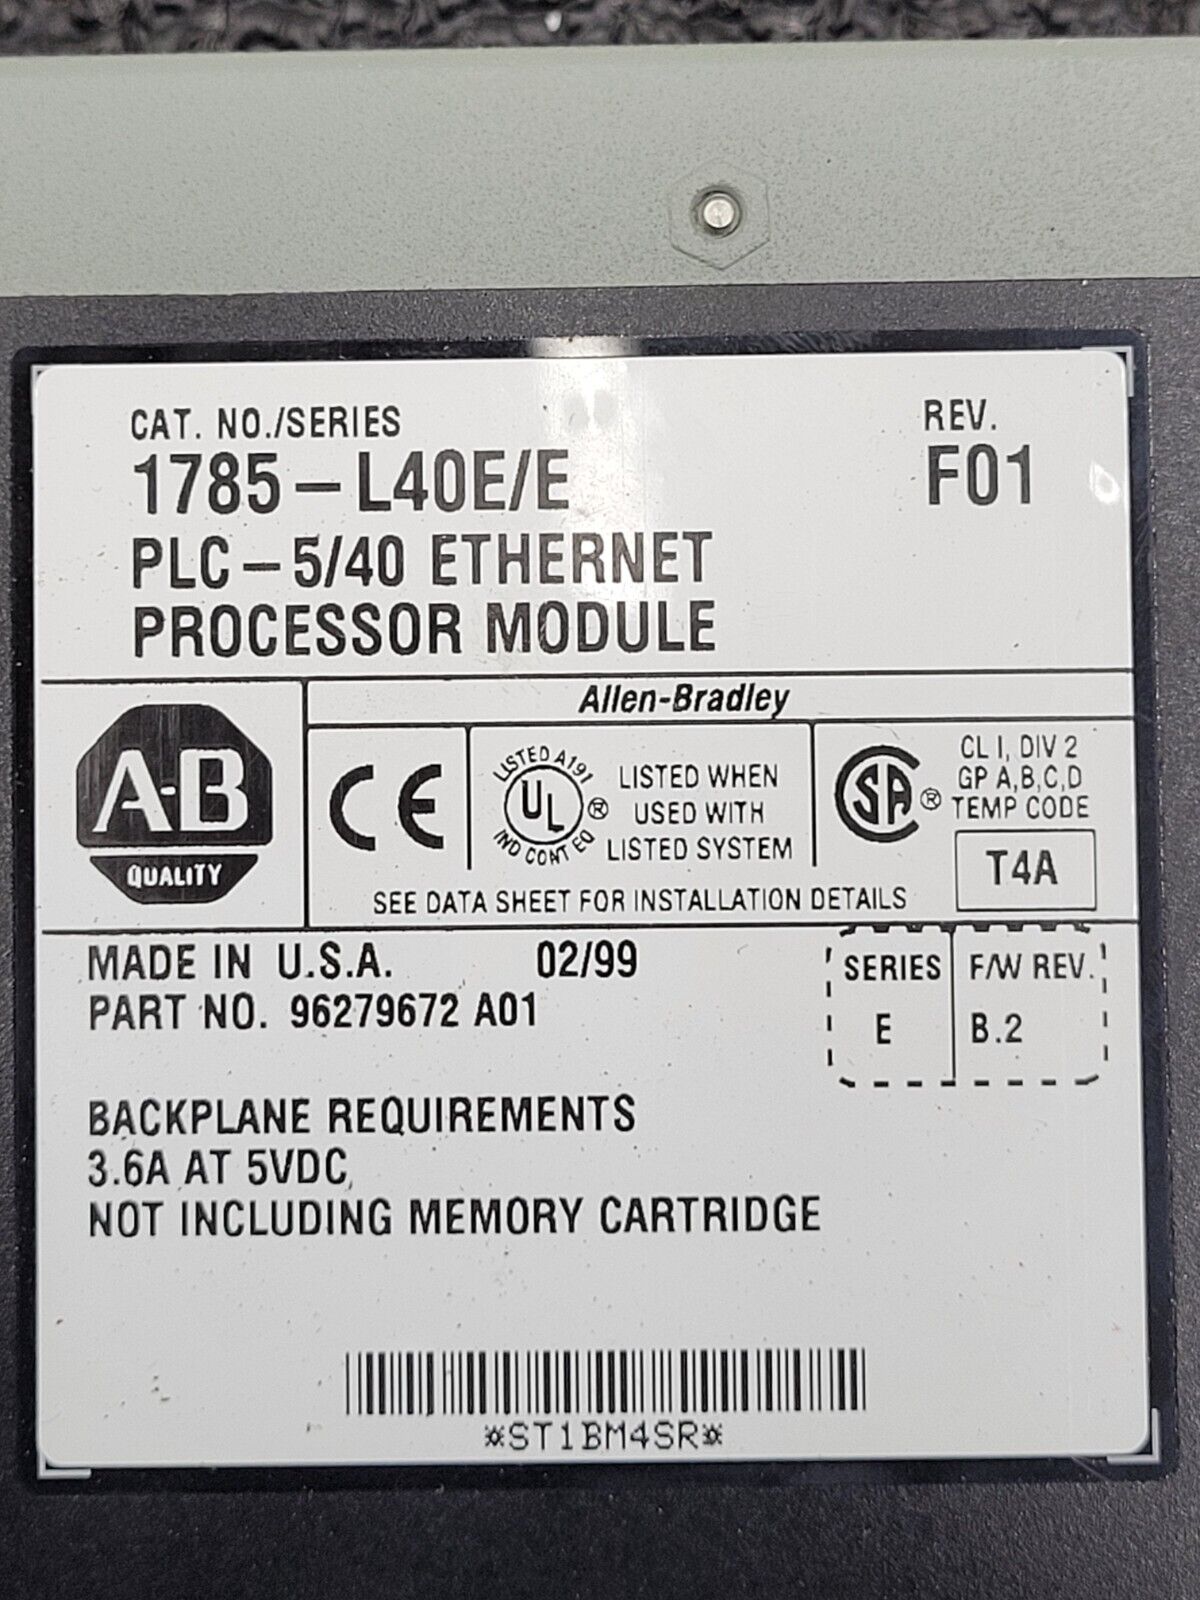 CAT. NO./SERIES
REV.
1785-L40E/E
F01
PLC-5/40 ETHERNET
PROCESSOR MODULE
Allen-Bradley
A-B
QUALITY
CE
LISTED A191
UL ®
IND CONT EQ
LISTED WHEN
USED WITH
LISTED SYSTEM
SA ®
CL I, DIV 2
GP A,B,C,D
TEMP CODE
T4A
SEE DATA SHEET FOR INSTALLATION DETAILS
MADE IN U.S.A. 02/99
PART NO. 96279672 A01
SERIES F/W REV.
E B.2
BACKPLANE REQUIREMENTS
3.6A AT 5VDC,
NOT INCLUDING MEMORY CARTRIDGE
*ST1BM4SR*